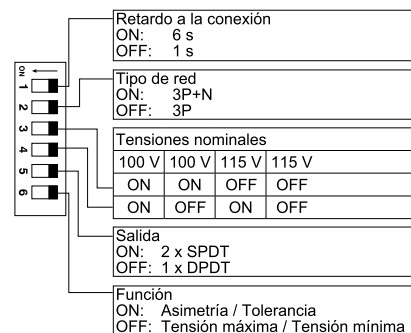 Retardo a la conexión
ON: 6 s
OFF: 1 s
Tipo de red
ON: 3P+N
OFF: 3P
Tensiones nominales
100 V 100 V 115 V 115 V
ON ON OFF OFF
ON OFF ON OFF
Salida
ON: 2 x SPDT
OFF: 1 x DPDT
Función
ON: Asimetría / Tolerancia
OFF: Tensión máxima / Tensión mínima
ON
1
2
3
4
5
6